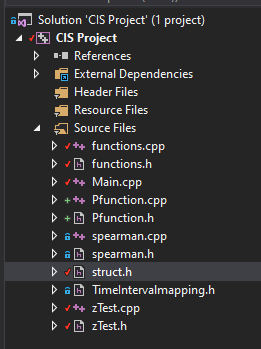 Solution 'CIS Project' (1 project)
CIS Project
References
External Dependencies
Header Files
Resource Files
Source Files
functions.cpp
functions.h
Main.cpp
Pfunction.cpp
Pfunction.h
spearman.cpp
spearman.h
struct.h
TimeIntervalmapping.h
zTest.cpp
zTest.h